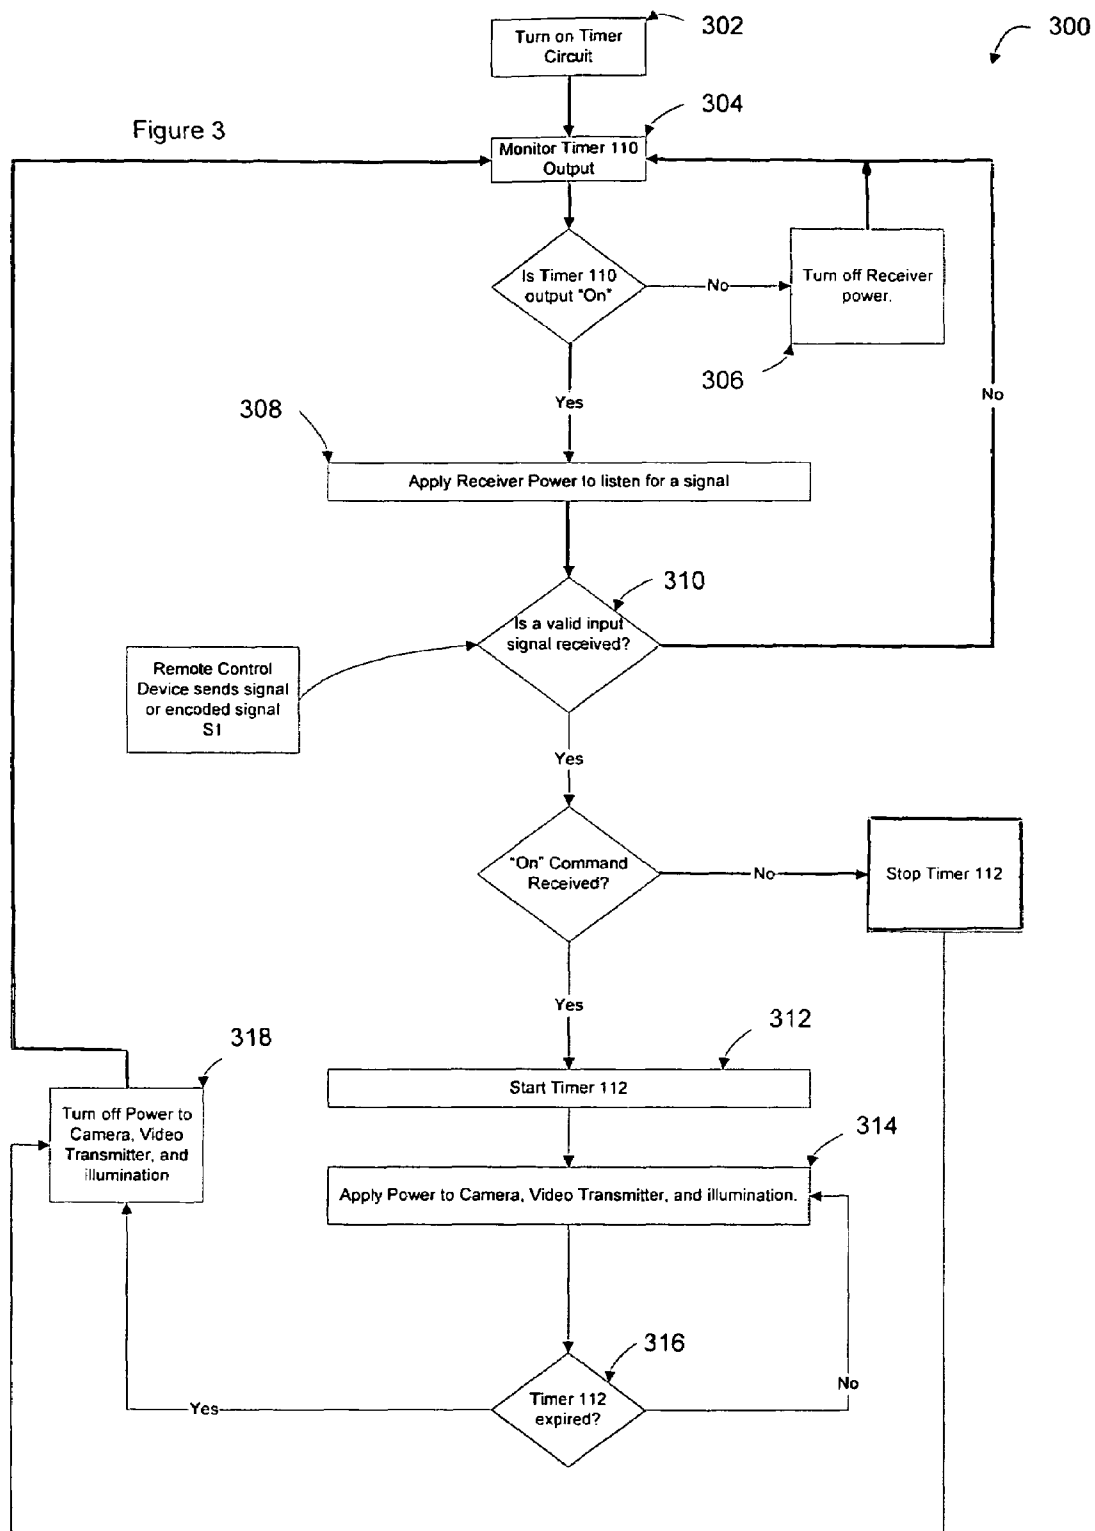 302
300
Turn on Timer
Circuit
304
Figure 3
Monitor Timer 110
Output
Is Timer 110
output "On"
No
Turn off Receiver
power.
306
No
Yes
308
Apply Receiver Power to listen for a signal
310
Is a valid input
signal received?
Remote Control
Device sends signal
or encoded signal
S1
Yes
"On" Command
Received?
No
Stop Timer 112
Yes
312
318
Start Timer 112
Turn off Power to
Camera, Video
Transmitter, and
illumination
314
Apply Power to Camera, Video Transmitter, and illumination.
316
Timer 112
expired?
No
Yes